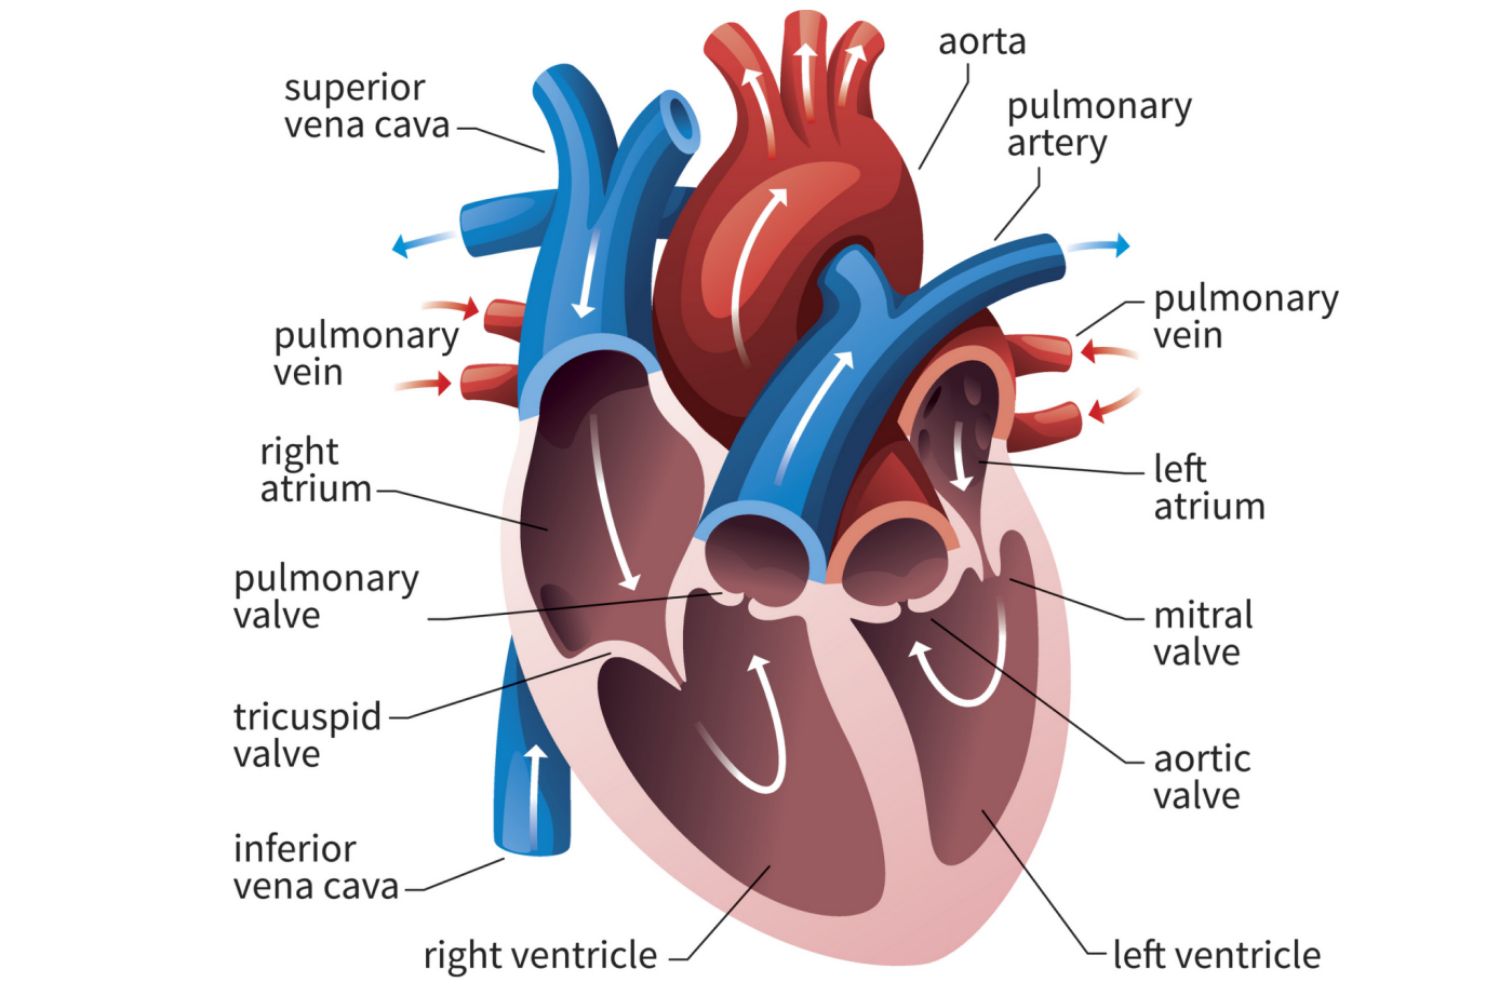 superior
vena cava
pulmonary
vein
right
atrium
pulmonary
valve
tricuspid
valve
inferior
vena cava
right ventricle
aorta
pulmonary
artery
pulmonary
vein
left
atrium
mitral
valve
aortic
valve
left ventricle